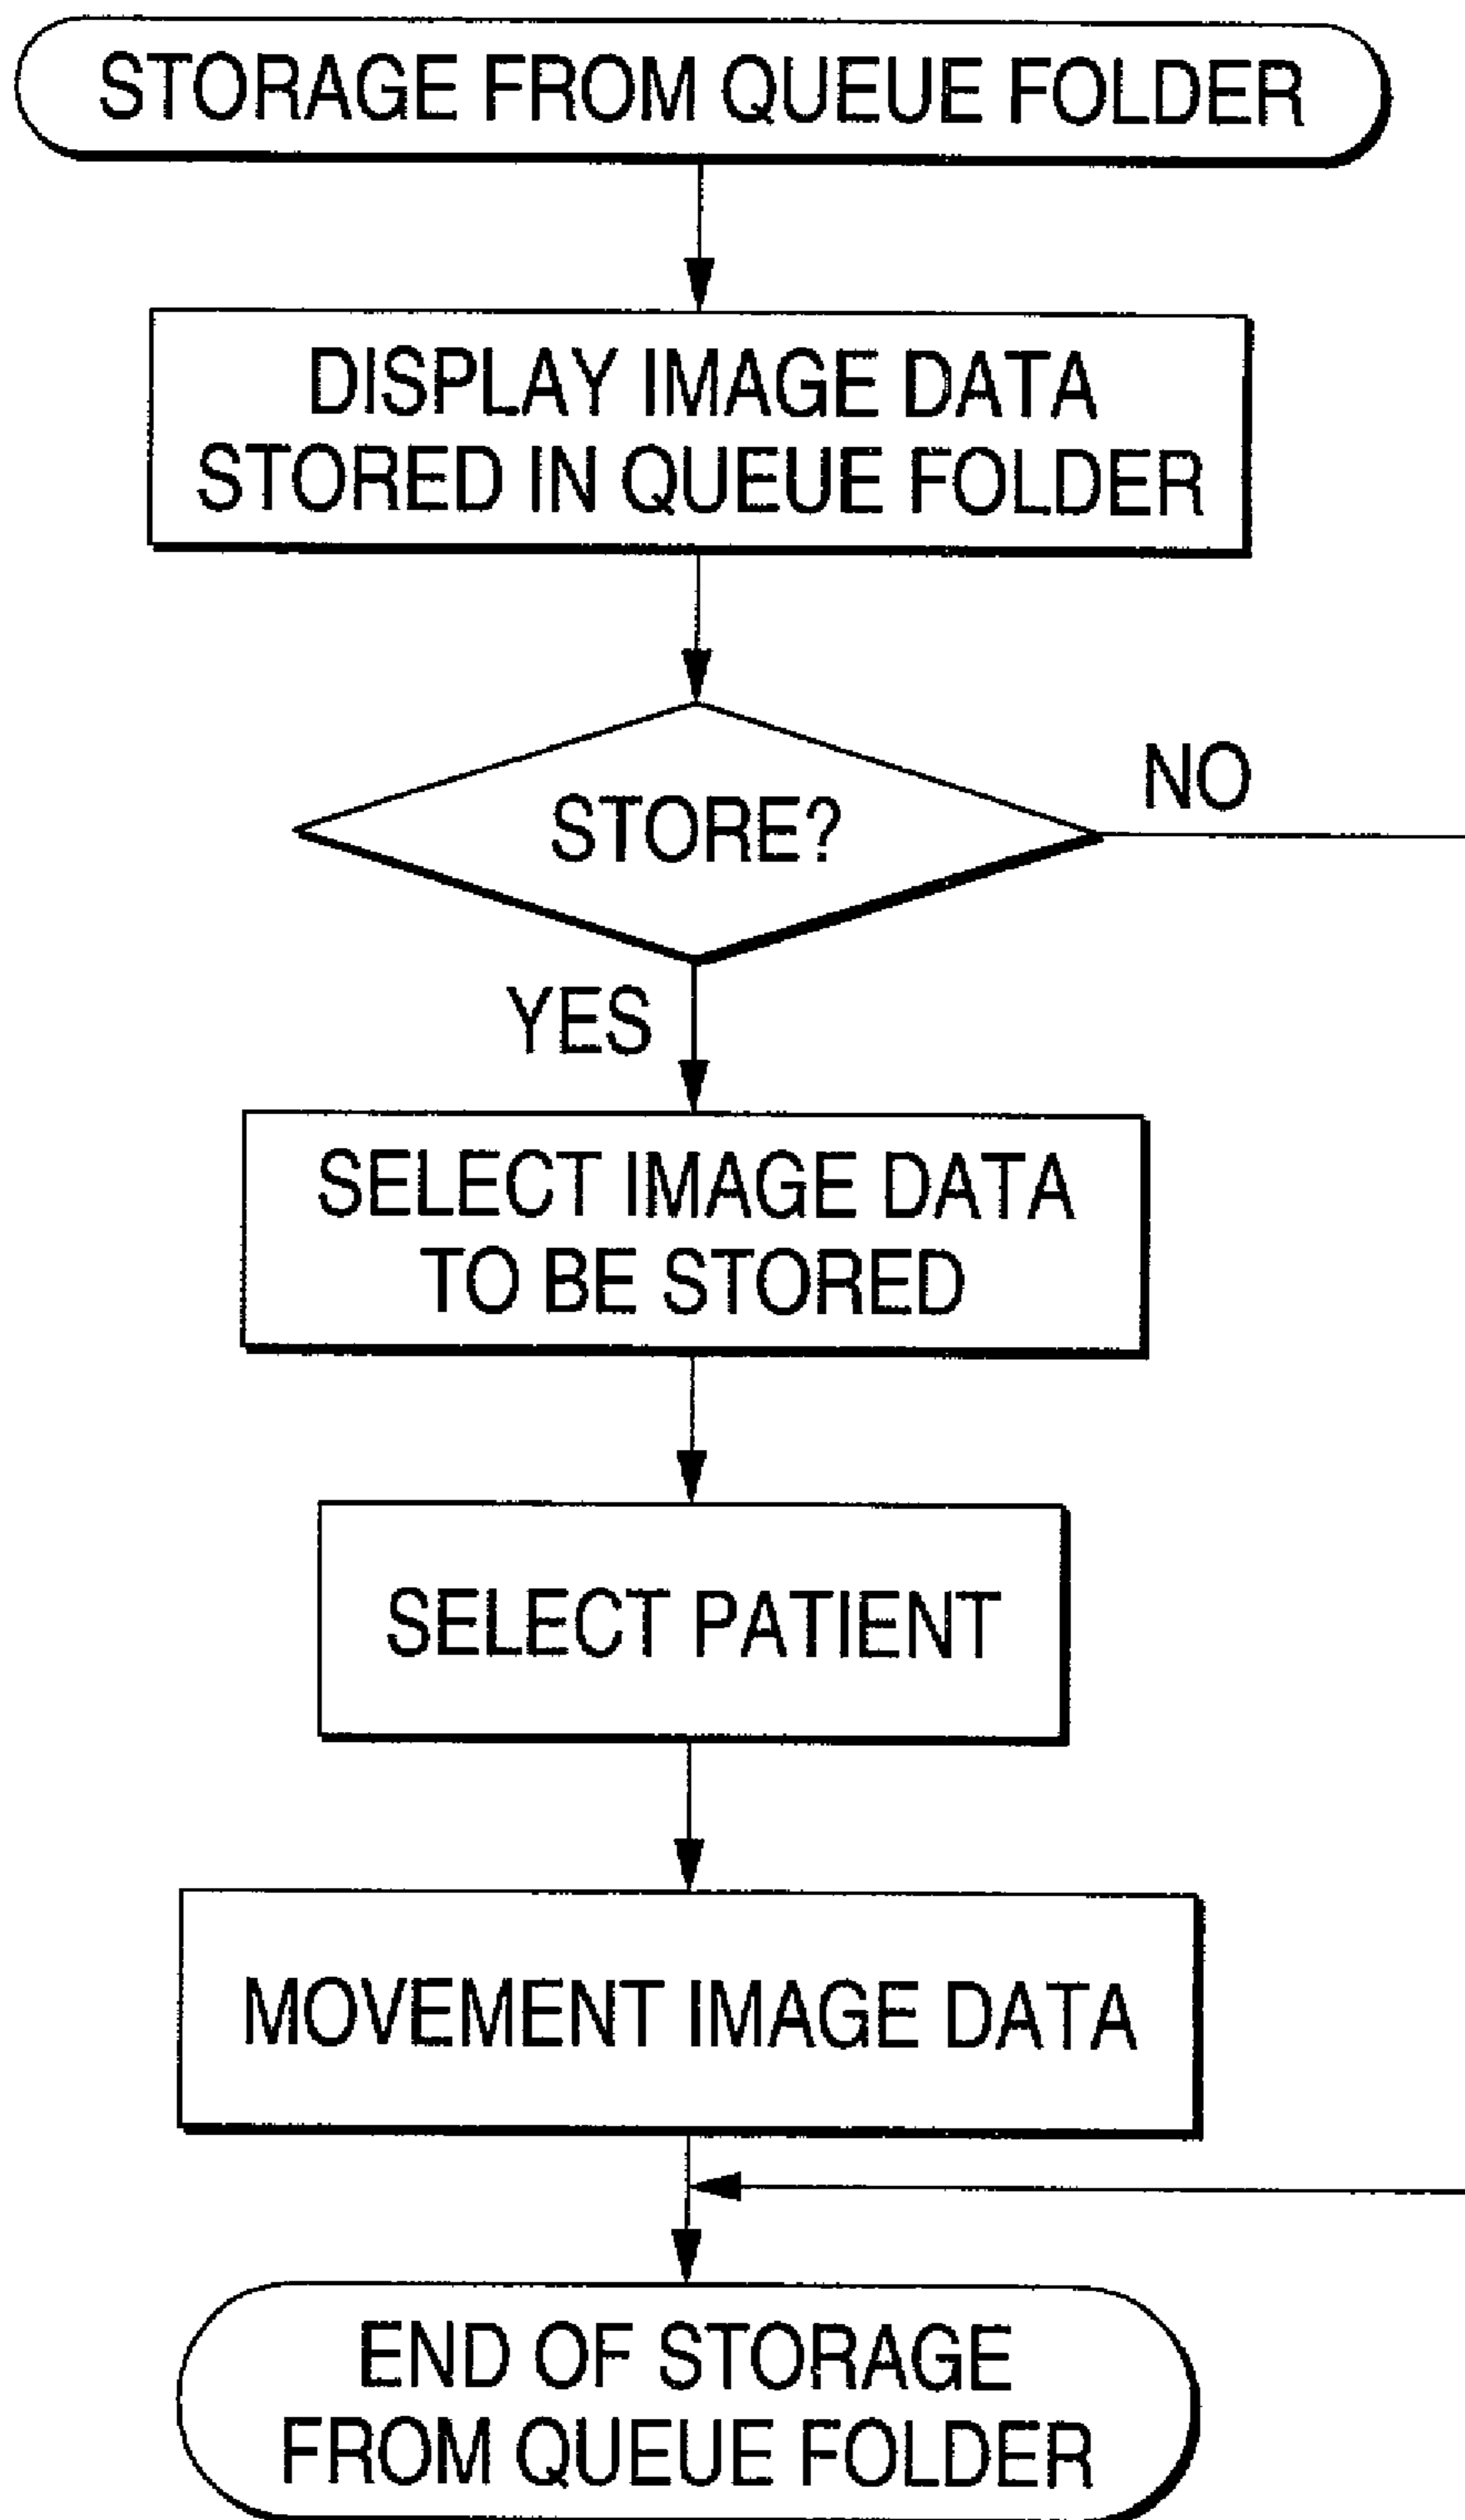 STORAGE FROM QUEUE FOLDER
DISPLAY IMAGE DATA
STORED IN QUEUE FOLDER
STORE?
NO
YES
SELECT IMAGE DATA
TO BE STORED
SELECT PATIENT
MOVEMENT IMAGE DATA
END OF STORAGE
FROM QUEUE FOLDER